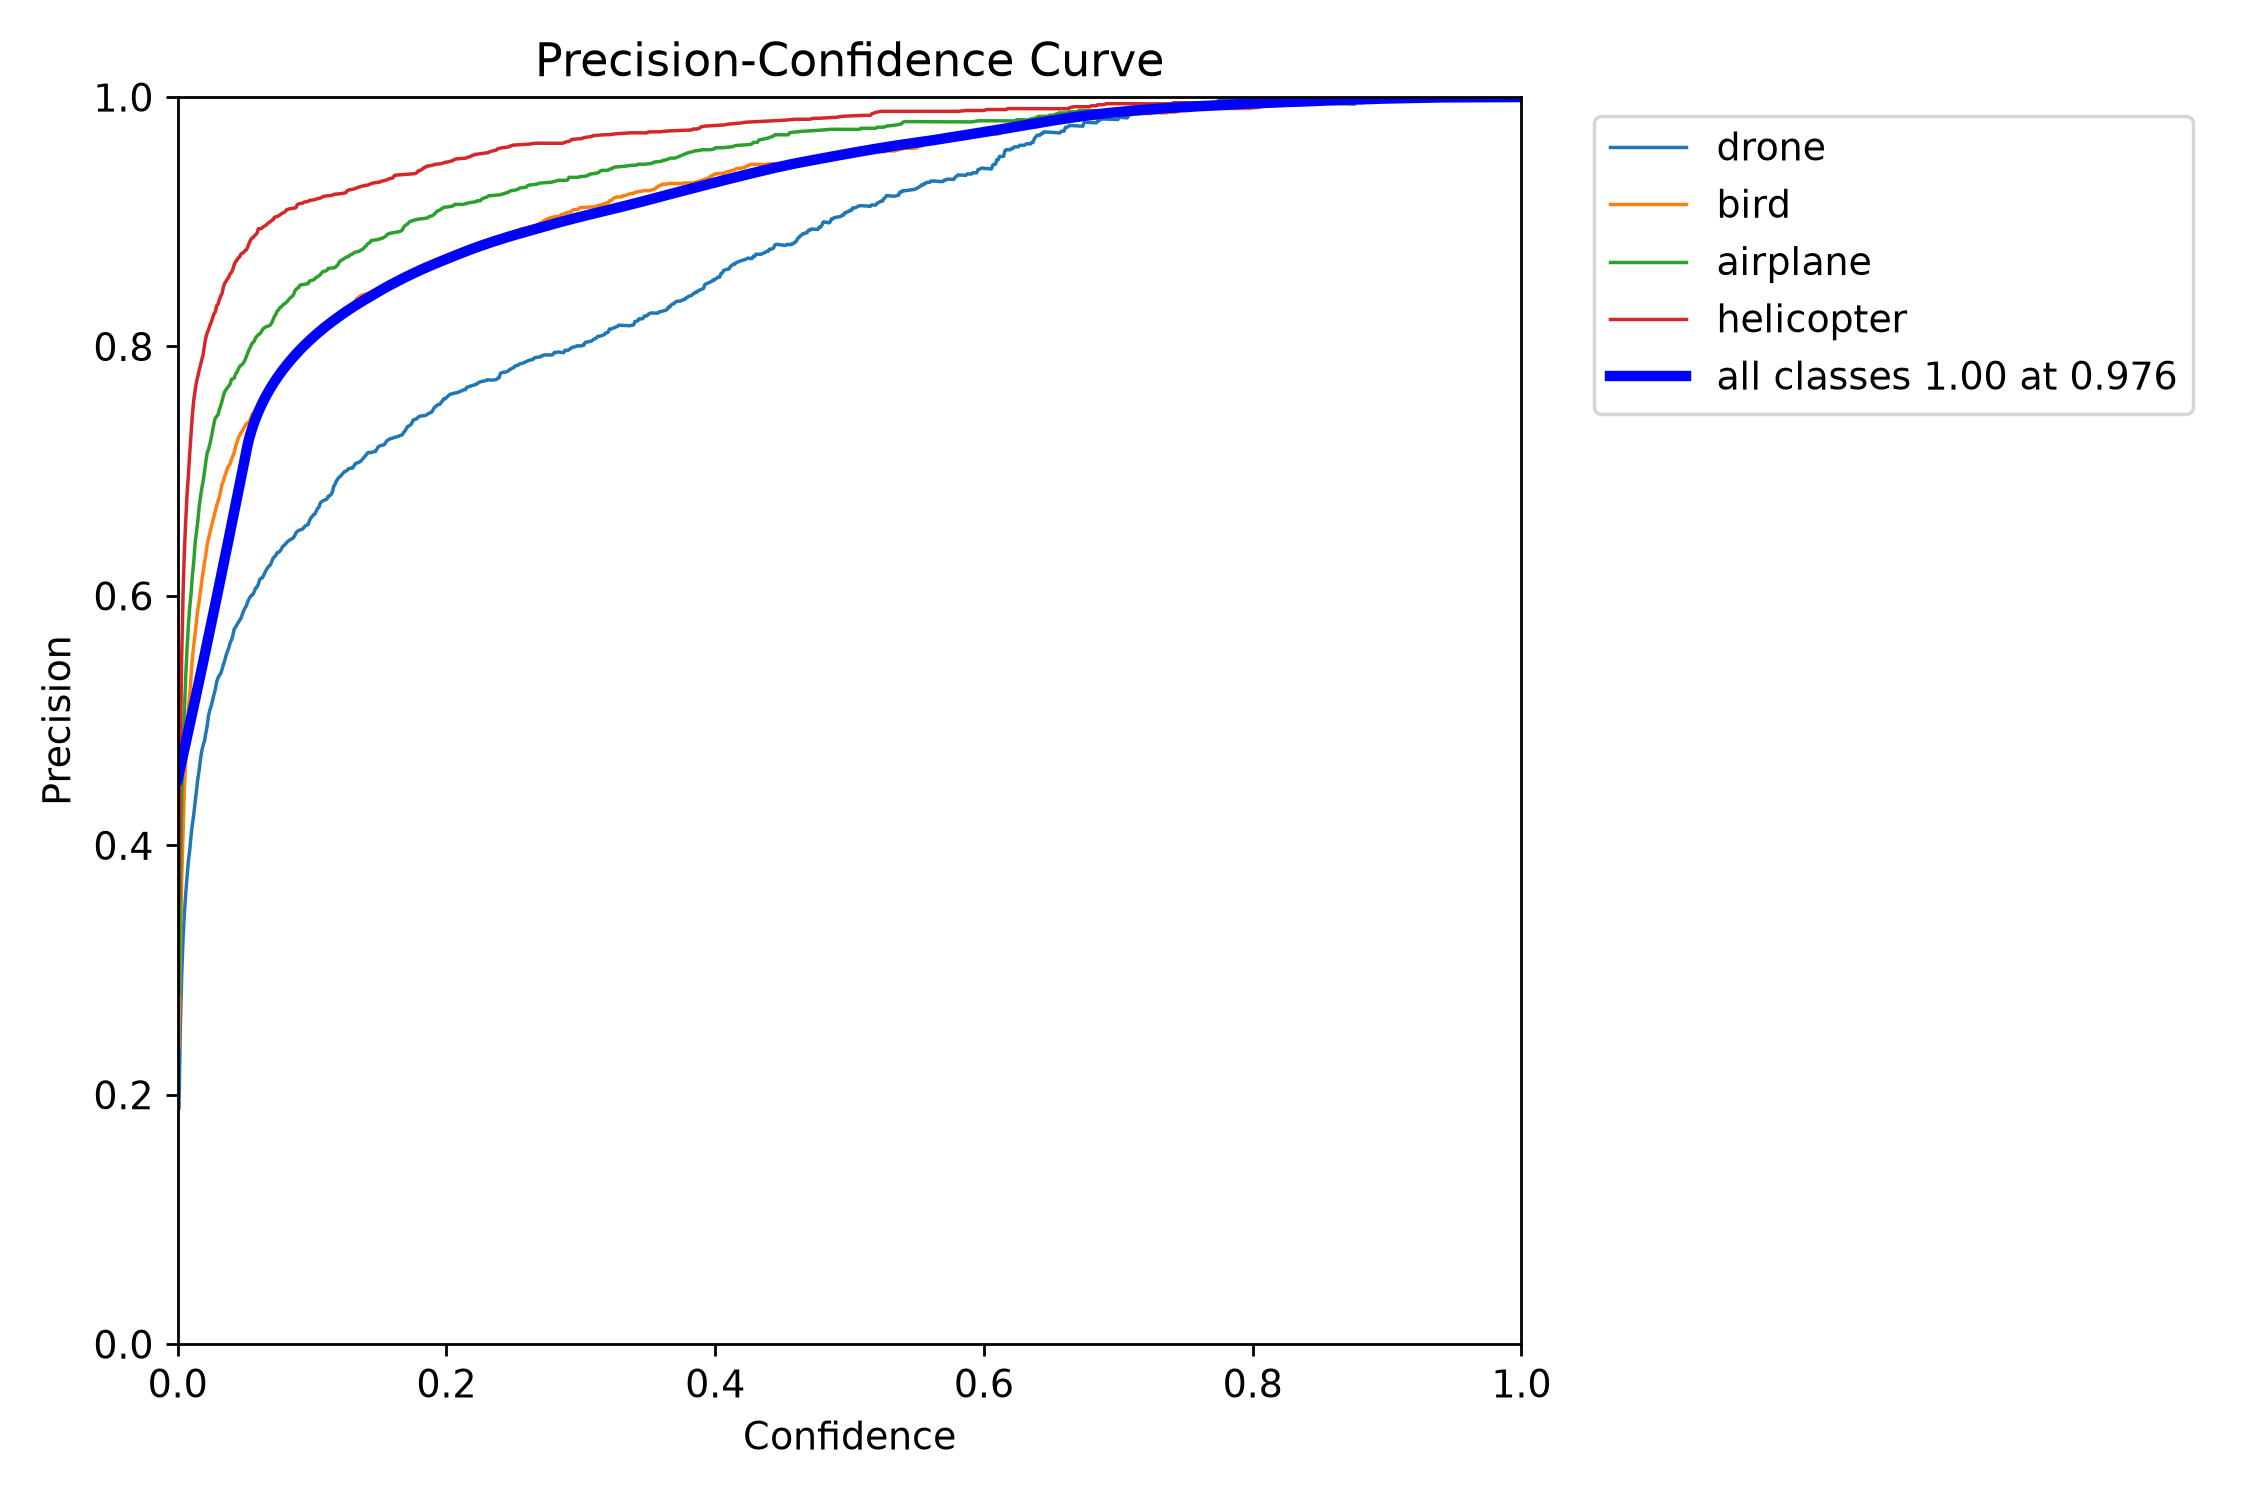 Precision-Confidence Curve
1.0
0.8
0.6
0.4
0.2
0.0
Precision
0.0 0.2 0.4 0.6 0.8 1.0
Confidence
drone
bird
airplane
helicopter
all classes 1.00 at 0.976